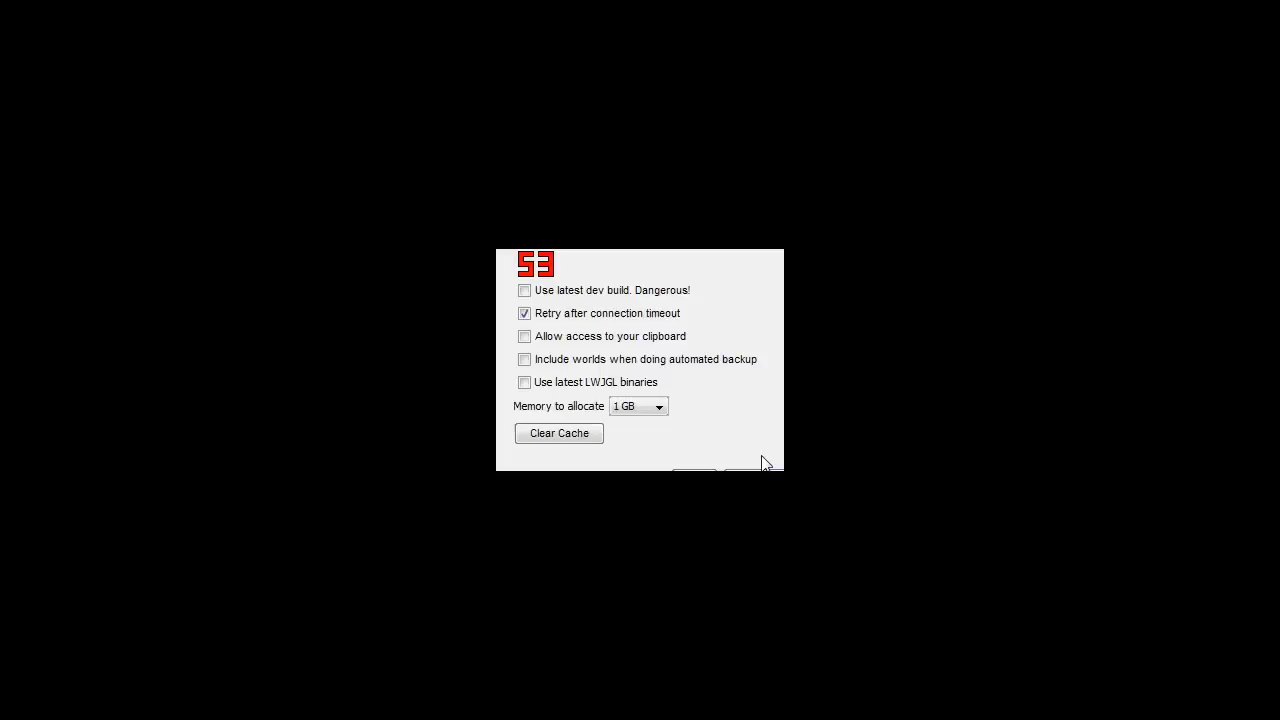 53
Use latest dev build. Dangerous!
Retry after connection timeout
Allow access to your clipboard
Include worlds when doing automated backup
Use latest LWJGL binaries
Memory to allocate 1 GB
Clear Cache